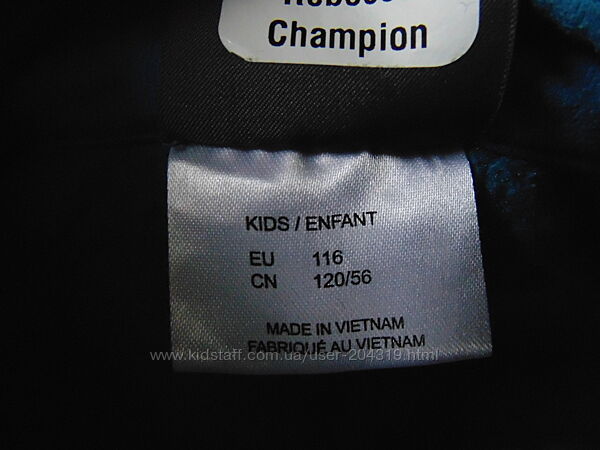 Champion
KIDS / ENFANT
EU 116
CN 120/56
MADE IN VIETNAM
FABRIQUÉ AU VIETNAM
www.kidstaff.com.ua/user-204319.html